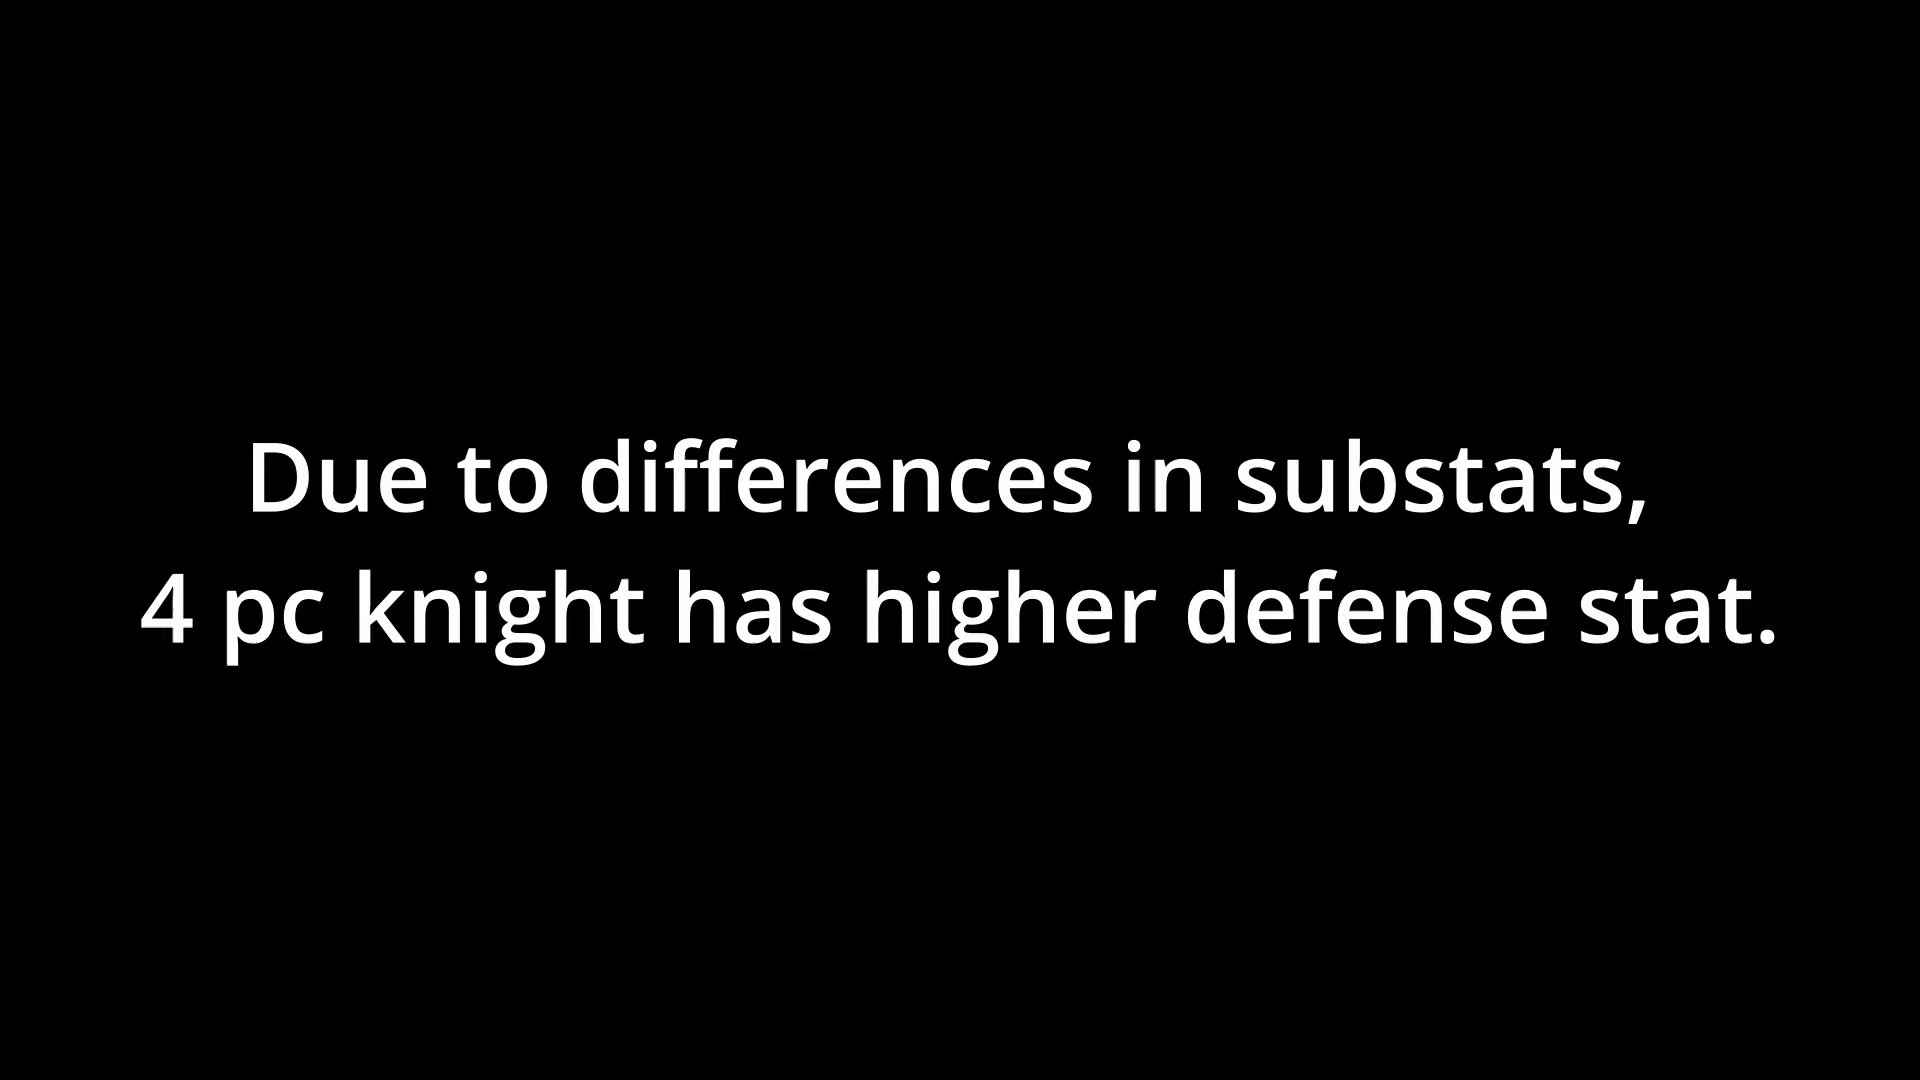 Due to differences in substats,
4 pc knight has higher defense stat.